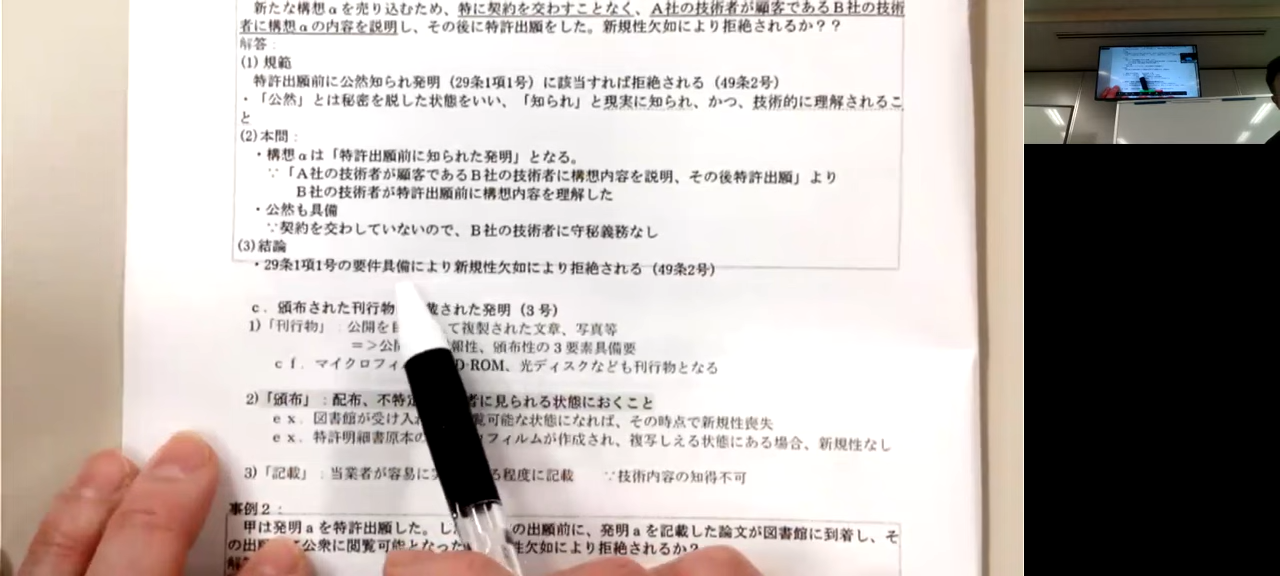 新たな構想αを売り込むため、特に契約を交わすことなく、A社の技術者が顧客であるB社の技術
者に構想αの内容を説明し、その後に特許出願をした。新規性欠如により拒絶されるか？？
解答：
(1) 規範
特許出願前に公然知られ発明（29条1項1号）に該当すれば拒絶される（49条2号）
・「公然」とは秘密を脱した状態をいい、「知られ」と現実に知られ、かつ、技術的に理解されるこ
と
(2) 本問：
・構想αは「特許出願前に知られた発明」となる。
∵「A社の技術者が顧客であるB社の技術者に構想内容を説明、その後特許出願」より
B社の技術者が特許出願前に構想内容を理解した
・公然も具備
∵契約を交わしていないので、B社の技術者に守秘義務なし
(3) 結論
・29条1項1号の要件具備により新規性欠如により拒絶される（49条2号）
c．頒布された刊行物 載された発明（3号）
1)「刊行物」：公開を目 て複製された文章、写真等
＝＞公 報性、頒布性の3要素具備要
cf．マイクロフィ D-ROM、光ディスクなども刊行物となる
2)「頒布」：配布、不特定 者に見られる状態におくこと
ex．図書館が受け入 覧可能な状態になれば、その時点で新規性喪失
ex．特許明細書原本の フィルムが作成され、複写しえる状態にある場合、新規性なし
3)「記載」：当業者が容易に実 る程度に記載 ∵技術内容の知得不可
事例2：
甲は発明aを特許出願した。し の出願前に、発明aを記載した論文が図書館に到着し、そ
の出願 公衆に閲覧可能となった 性欠如により拒絶されるか？